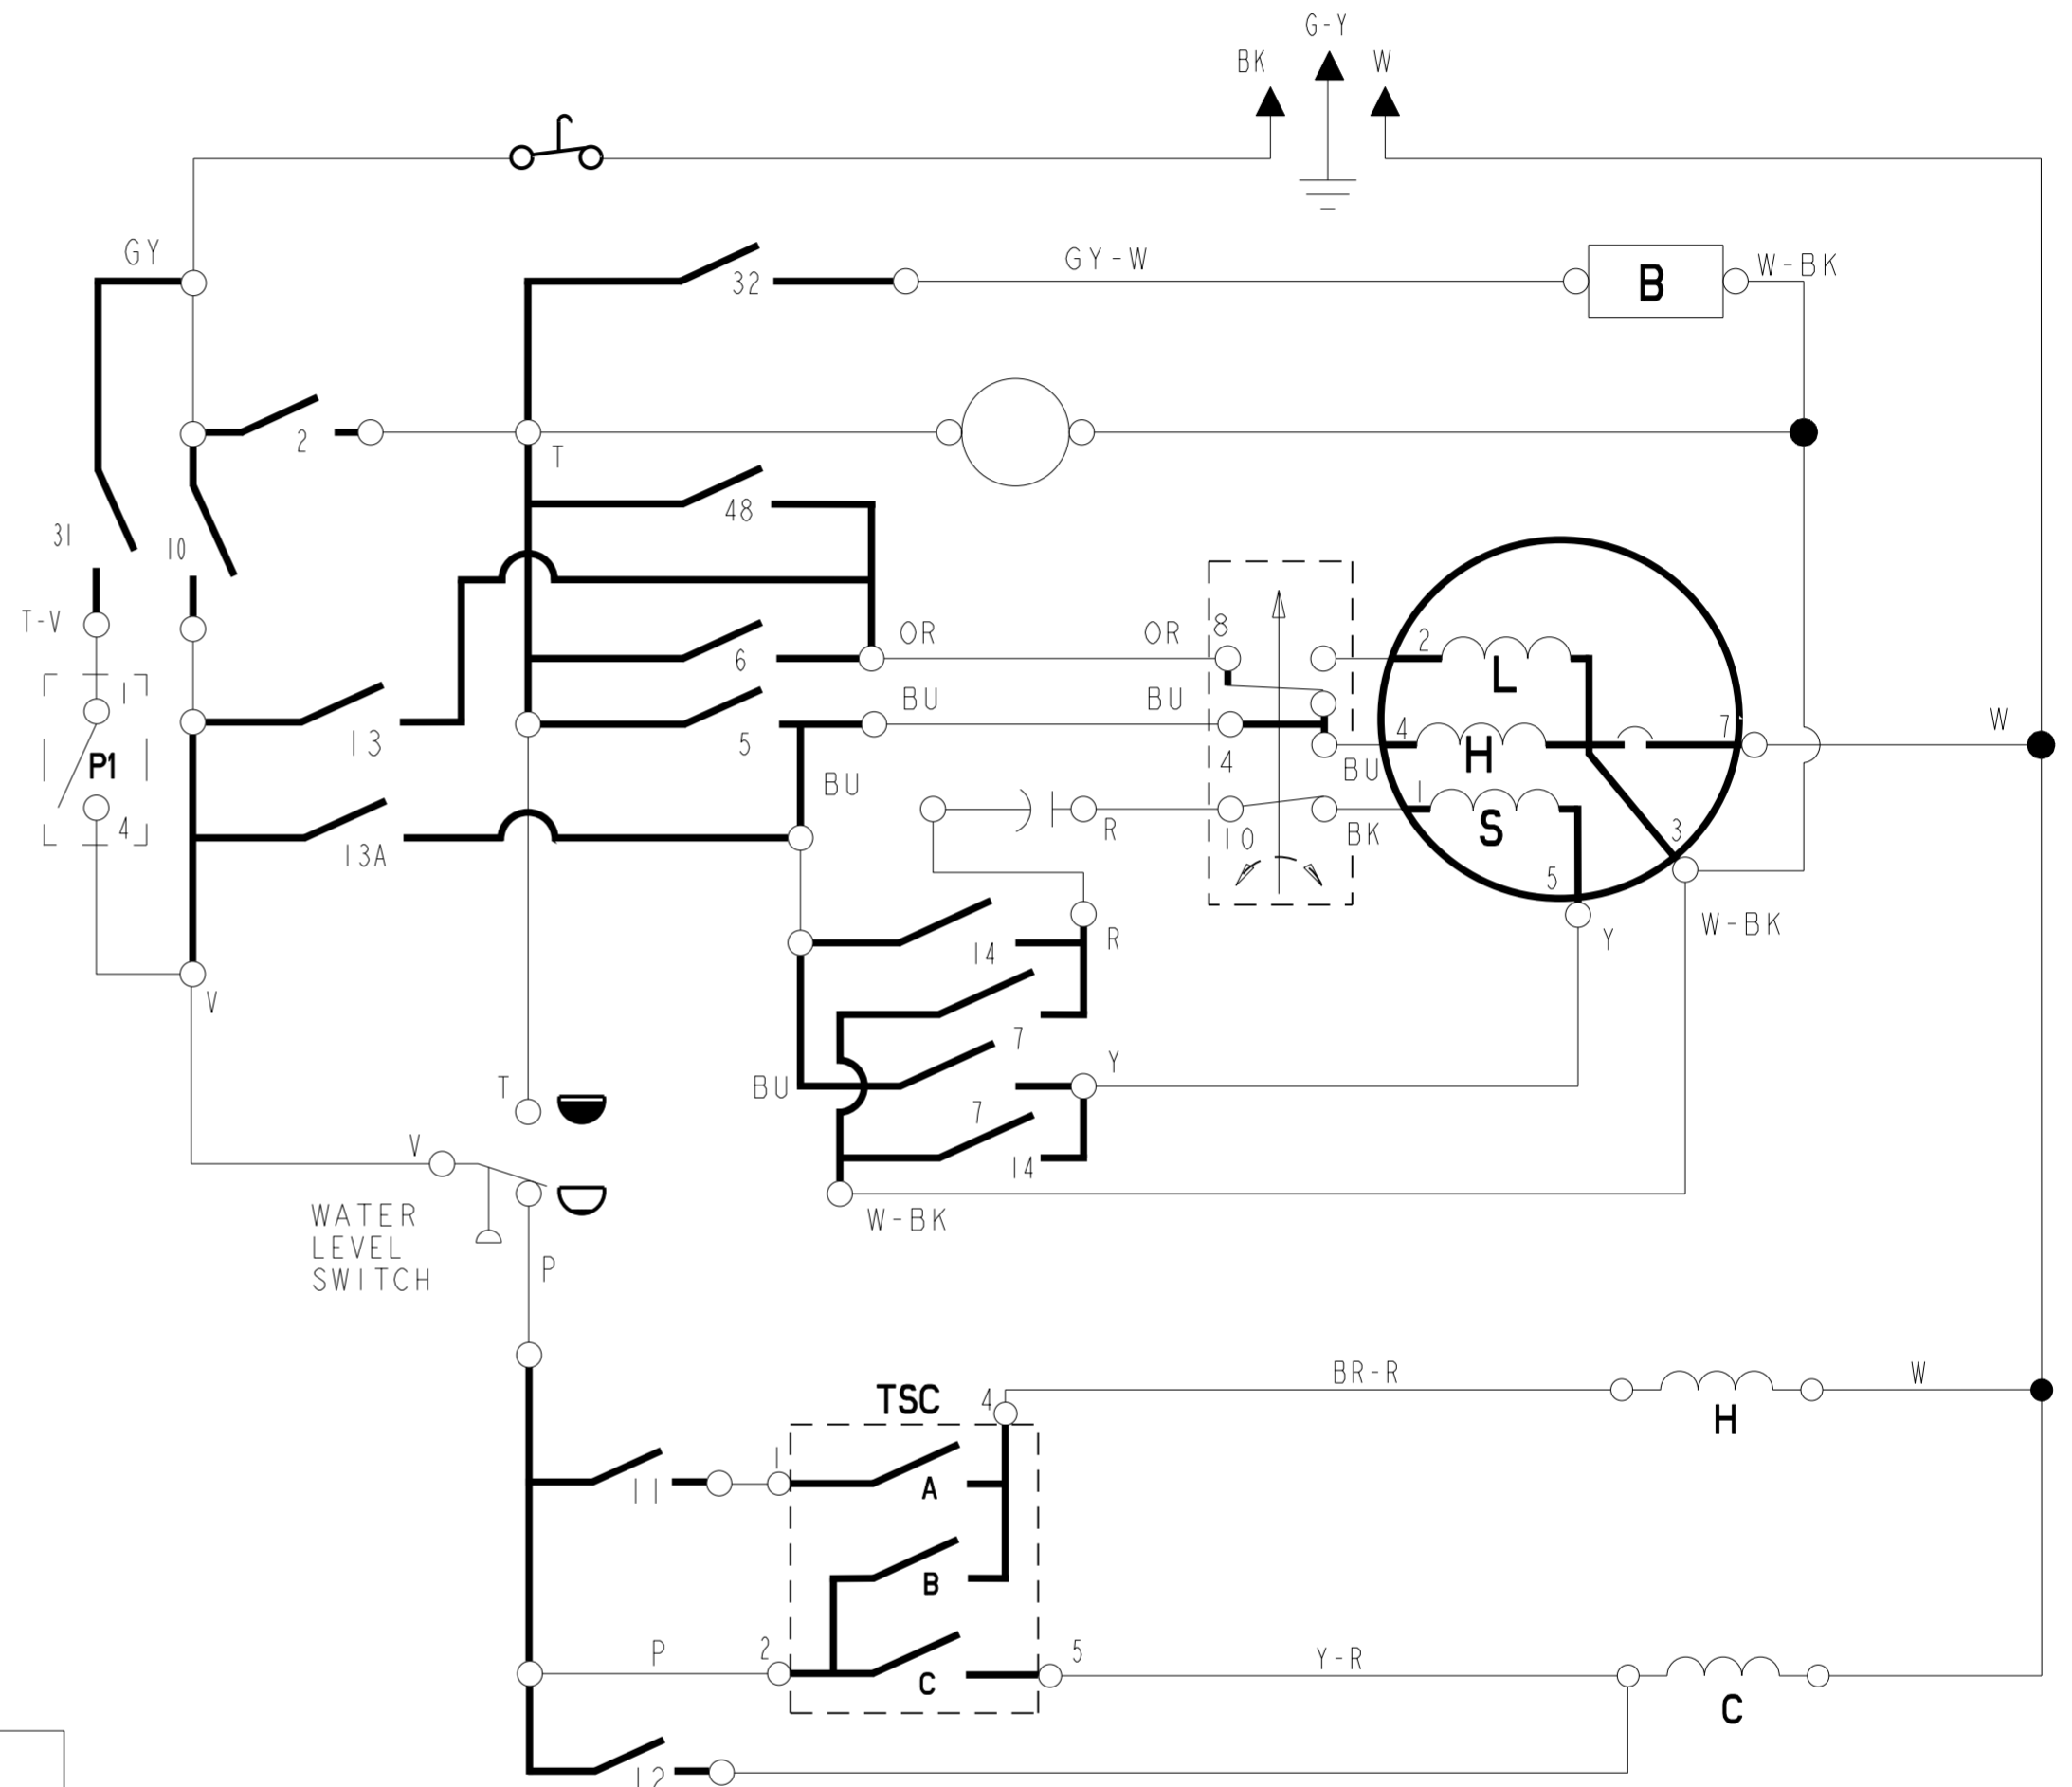 G-Y
BK
W
GY
32
GY-W
B
W-BK
2
T
48
31
10
T-V
OR
OR
8
2
L
6
BU
BU
4
H
7
W
1
P1
4
13
5
BU
4
BU
1
S
3
13A
R
10
BK
5
14
R
Y
W-BK
V
7
Y
T
BU
7
V
14
WATER
LEVEL
SWITCH
W-BK
P
TSC
4
BR-R
W
H
1
11
A
B
P
2
C
5
Y-R
C
12